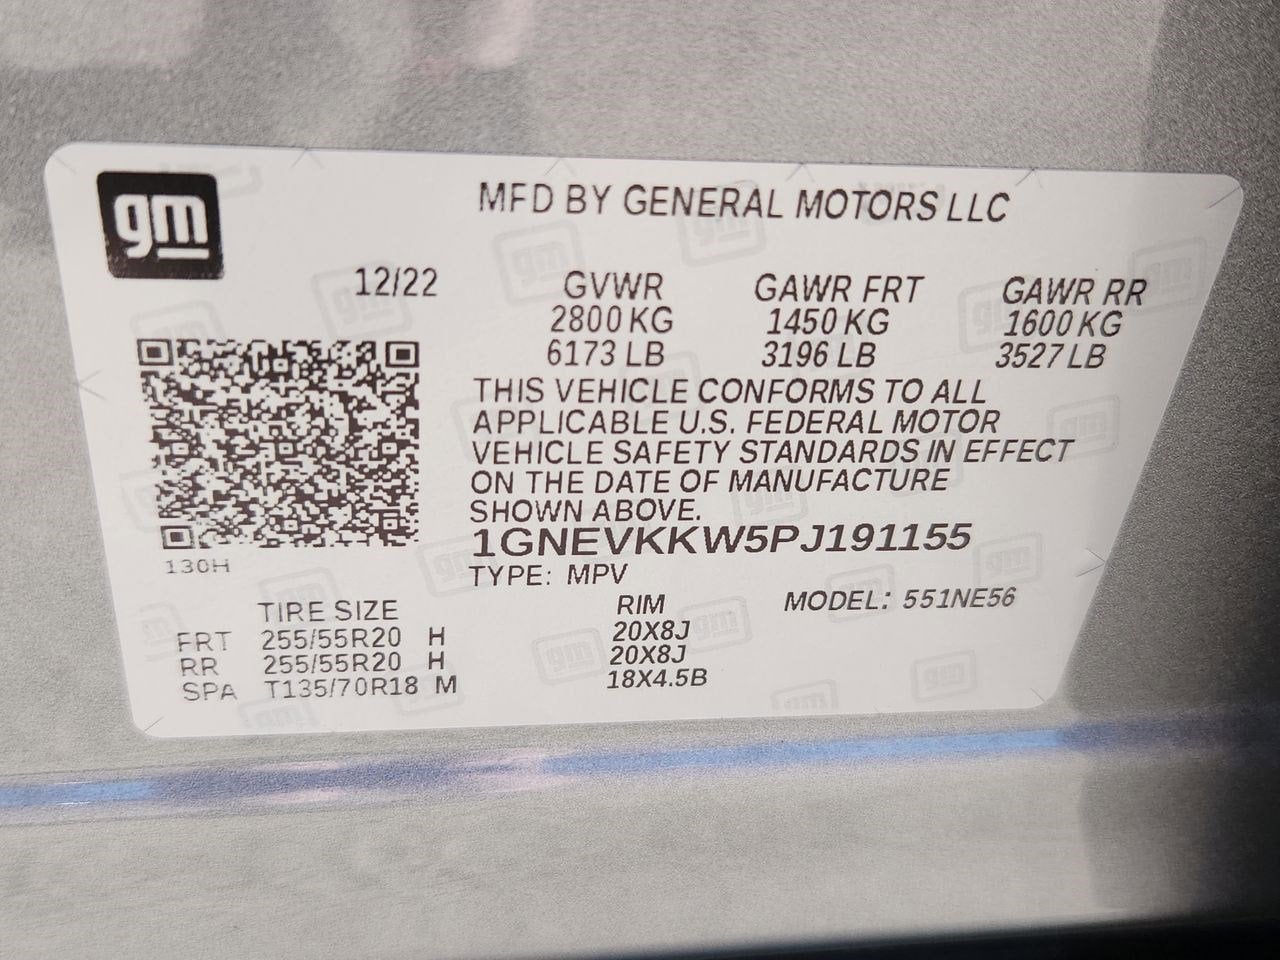 gm
MFD BY GENERAL MOTORS LLC
12/22 GVWR GAWR FRT GAWR RR
2800 KG 1450 KG 1600 KG
6173 LB 3196 LB 3527 LB
THIS VEHICLE CONFORMS TO ALL
APPLICABLE U.S. FEDERAL MOTOR
VEHICLE SAFETY STANDARDS IN EFFECT
ON THE DATE OF MANUFACTURE
SHOWN ABOVE.
1GNEVKKW5PJ191155
130H
TYPE: MPV
TIRE SIZE RIM MODEL: 551NE56
FRT 255/55R20 H 20X8J
RR 255/55R20 H 20X8J
SPA T135/70R18 M 18X4.5B